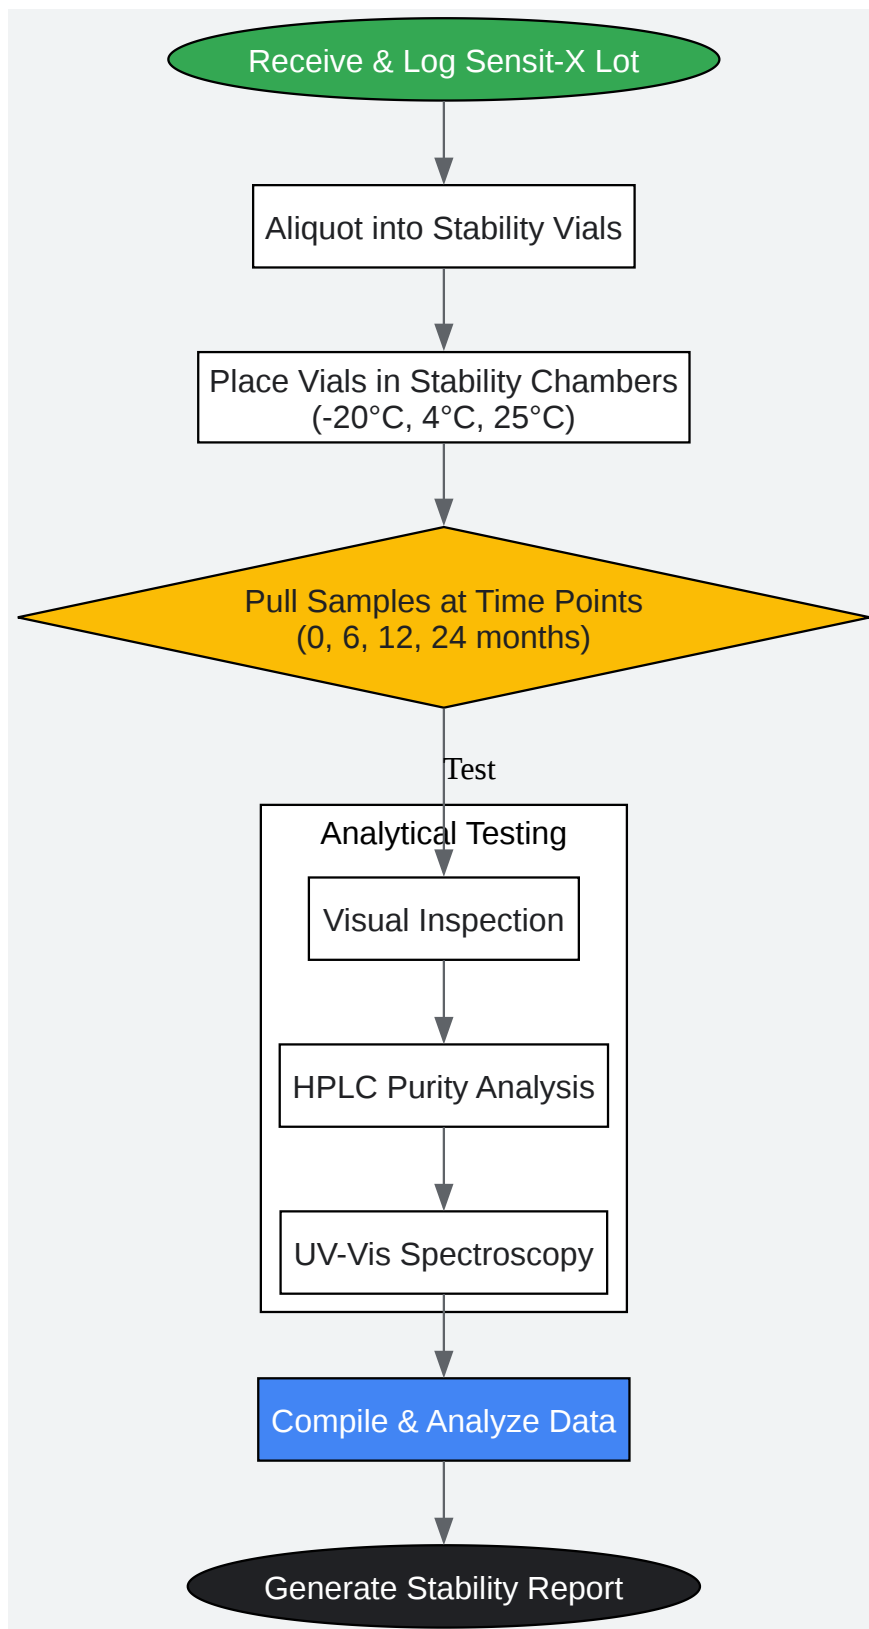 Receive & Log Sensit-X Lot
Aliquot into Stability Vials
Place Vials in Stability Chambers
(-20°C, 4°C, 25°C)
Pull Samples at Time Points
(0, 6, 12, 24 months)
Test
Analytical Testing
Visual Inspection
HPLC Purity Analysis
UV-Vis Spectroscopy
Compile & Analyze Data
Generate Stability Report